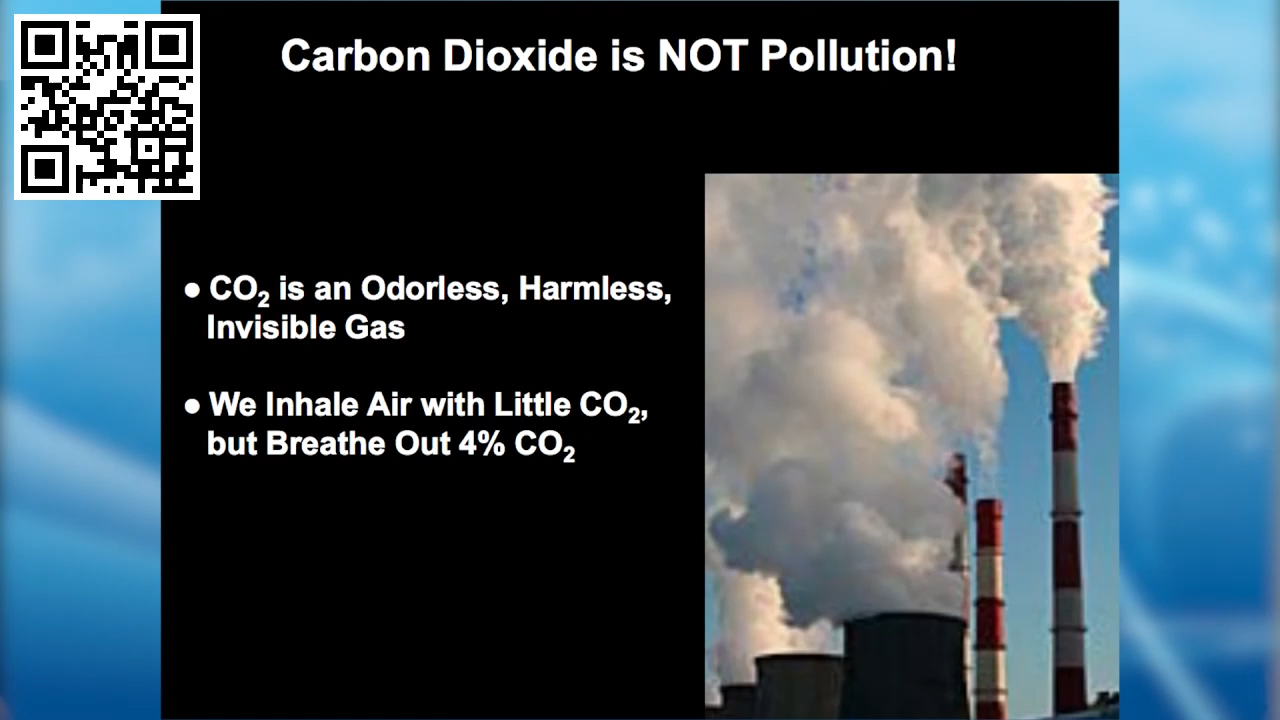 Carbon Dioxide is NOT Pollution!
● CO₂ is an Odorless, Harmless,
Invisible Gas
● We Inhale Air with Little CO₂,
but Breathe Out 4% CO₂